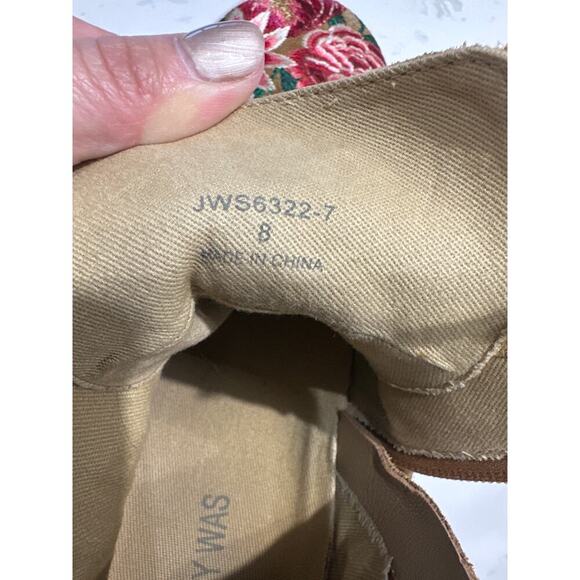 JWS6322-7
8
MADE IN CHINA
Y WAS